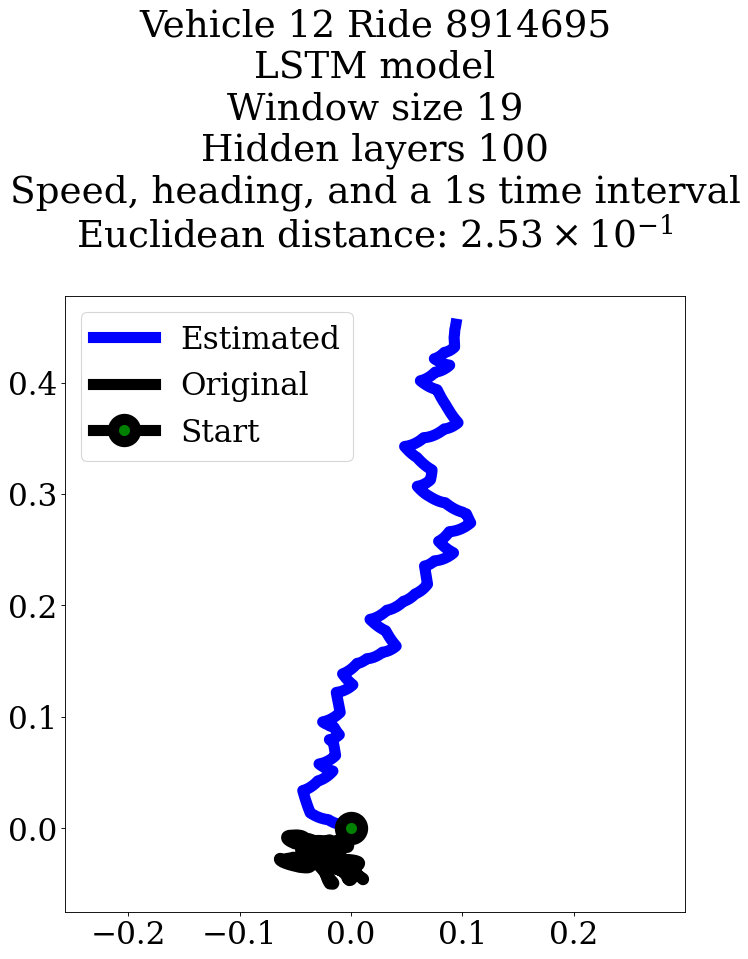 Vehicle 12 Ride 8914695
LSTM model
Window size 19
Hidden layers 100
Speed, heading, and a 1s time interval
Euclidean distance: 2.53 × 10⁻¹
Estimated
Original
Start
0.4
0.3
0.2
0.1
0.0
−0.2 −0.1 0.0 0.1 0.2